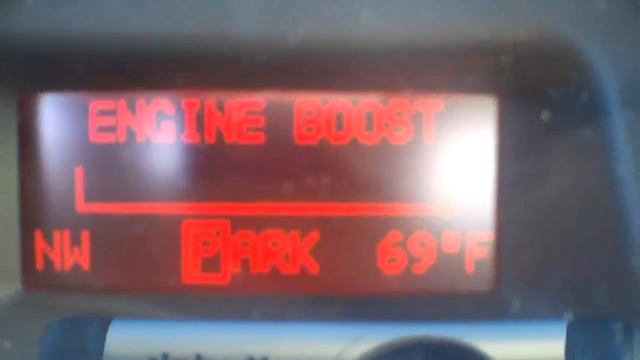 ENGINE BOOST
NW PARK 69°F